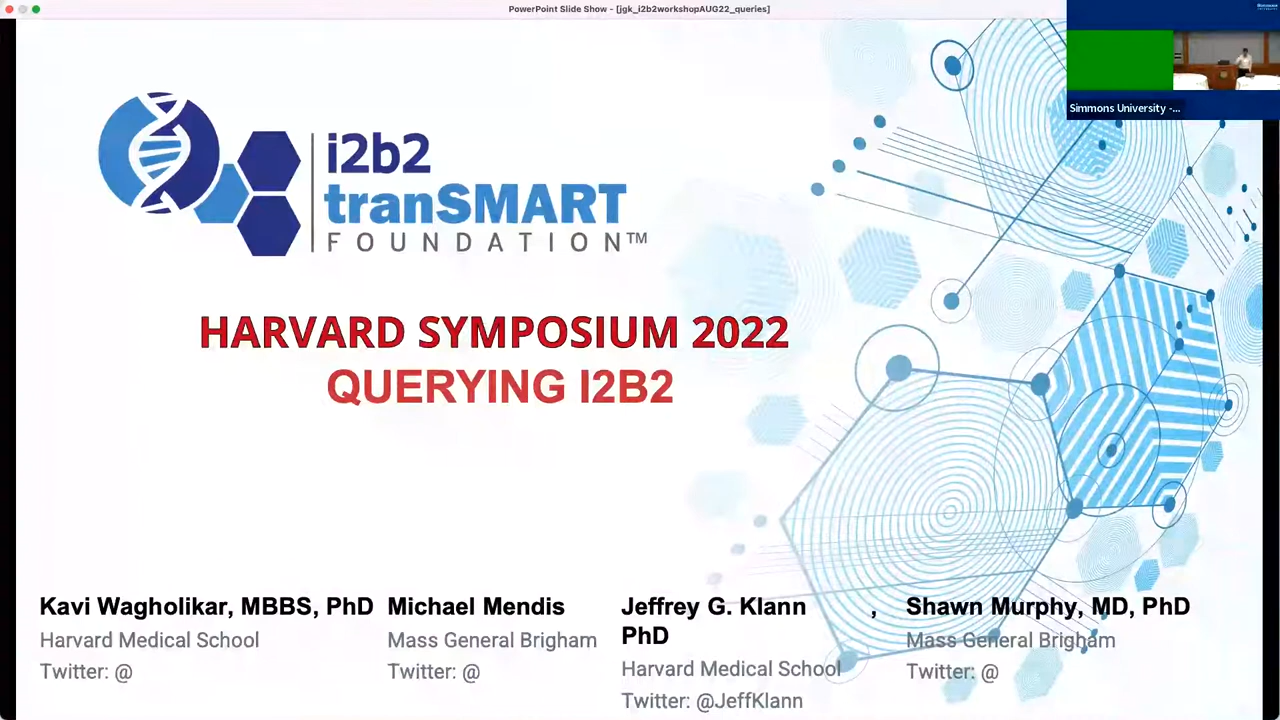 PowerPoint Slide Show - [jgk_i2b2workshopAUG22_queries]
Simmons University -...
i2b2
tranSMART
FOUNDATION™
HARVARD SYMPOSIUM 2022
QUERYING I2B2
Kavi Wagholikar, MBBS, PhD
Harvard Medical School
Twitter: @
Michael Mendis
Mass General Brigham
Twitter: @
Jeffrey G. Klann ,
PhD
Harvard Medical School
Twitter: @JeffKlann
Shawn Murphy, MD, PhD
Mass General Brigham
Twitter: @